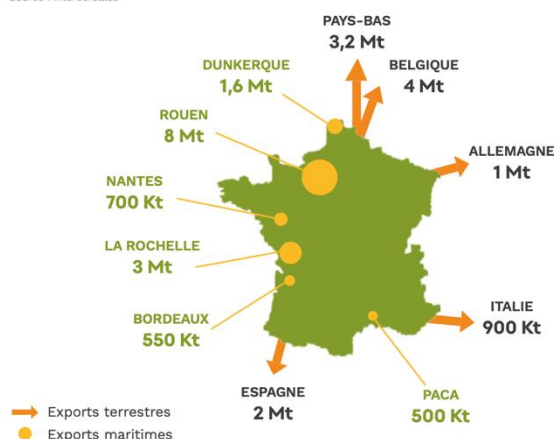 PAYS-BAS
3,2 Mt
DUNKERQUE
1,6 Mt
BELGIQUE
4 Mt
ROUEN
8 Mt
ALLEMAGNE
1 Mt
NANTES
700 Kt
LA ROCHELLE
3 Mt
BORDEAUX
550 Kt
ITALIE
900 Kt
ESPAGNE
2 Mt
PACA
500 Kt
Exports terrestres
Exports maritimes